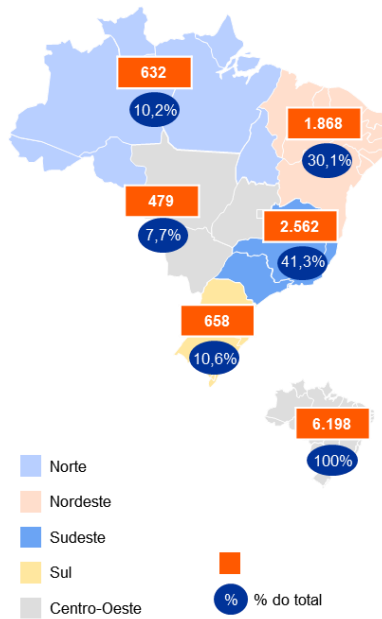 632
10,2%
1.868
30,1%
479
7,7%
2.562
41,3%
658
10,6%
6.198
100%
Norte
Nordeste
Sudeste
Sul
Centro-Oeste
% % do total